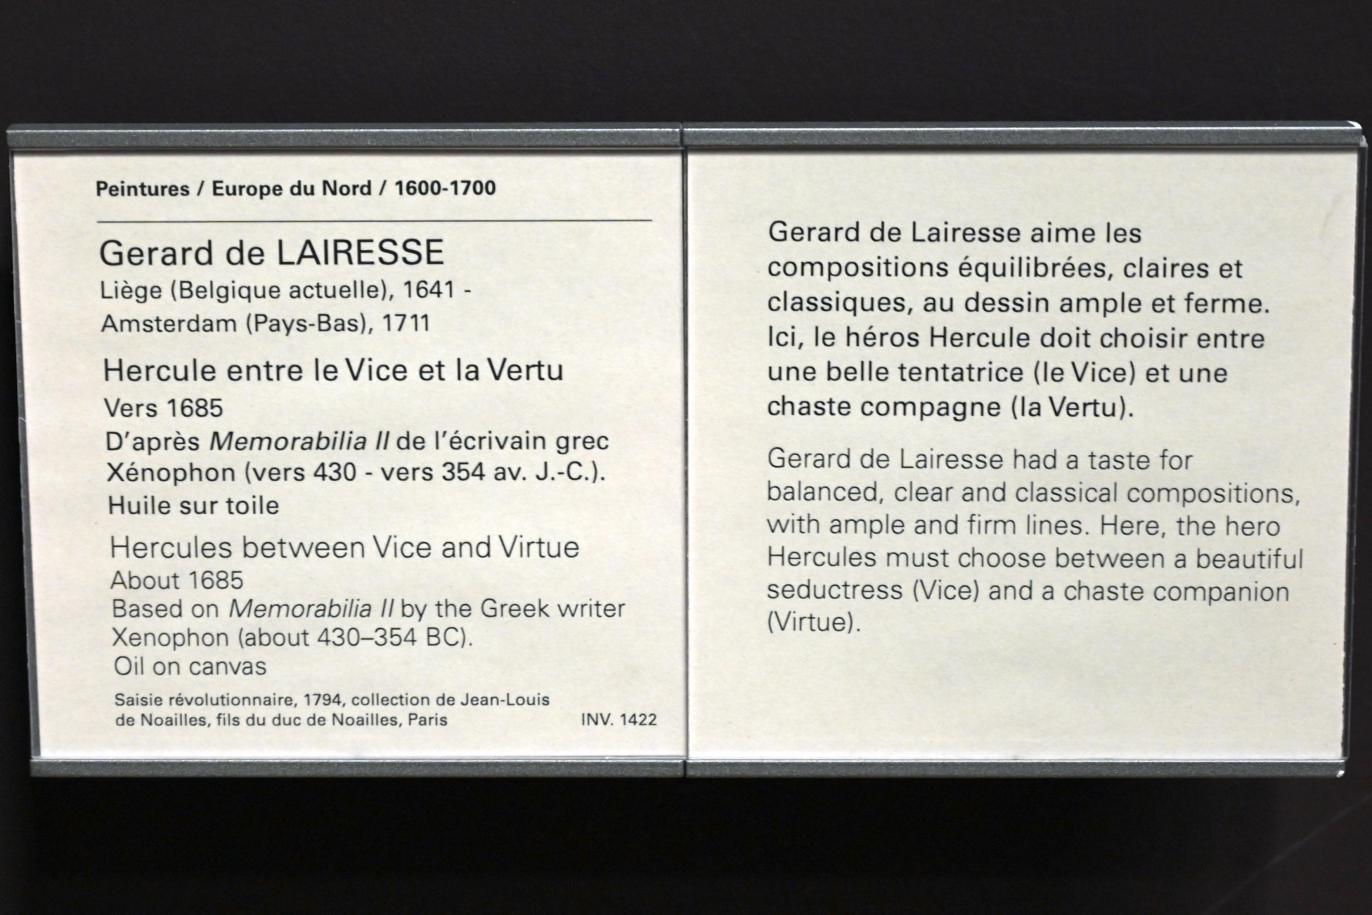 Peintures / Europe du Nord / 1600-1700
Gerard de LAIRESSE
Liège (Belgique actuelle), 1641 -
Amsterdam (Pays-Bas), 1711
Hercule entre le Vice et la Vertu
Vers 1685
D'après Memorabilia II de l'écrivain grec
Xénophon (vers 430 - vers 354 av. J.-C.).
Huile sur toile
Hercules between Vice and Virtue
About 1685
Based on Memorabilia II by the Greek writer
Xenophon (about 430–354 BC).
Oil on canvas
Saisie révolutionnaire, 1794, collection de Jean-Louis
de Noailles, fils du duc de Noailles, Paris INV. 1422
Gerard de Lairesse aime les
compositions équilibrées, claires et
classiques, au dessin ample et ferme.
Ici, le héros Hercule doit choisir entre
une belle tentatrice (le Vice) et une
chaste compagne (la Vertu).
Gerard de Lairesse had a taste for
balanced, clear and classical compositions,
with ample and firm lines. Here, the hero
Hercules must choose between a beautiful
seductress (Vice) and a chaste companion
(Virtue).